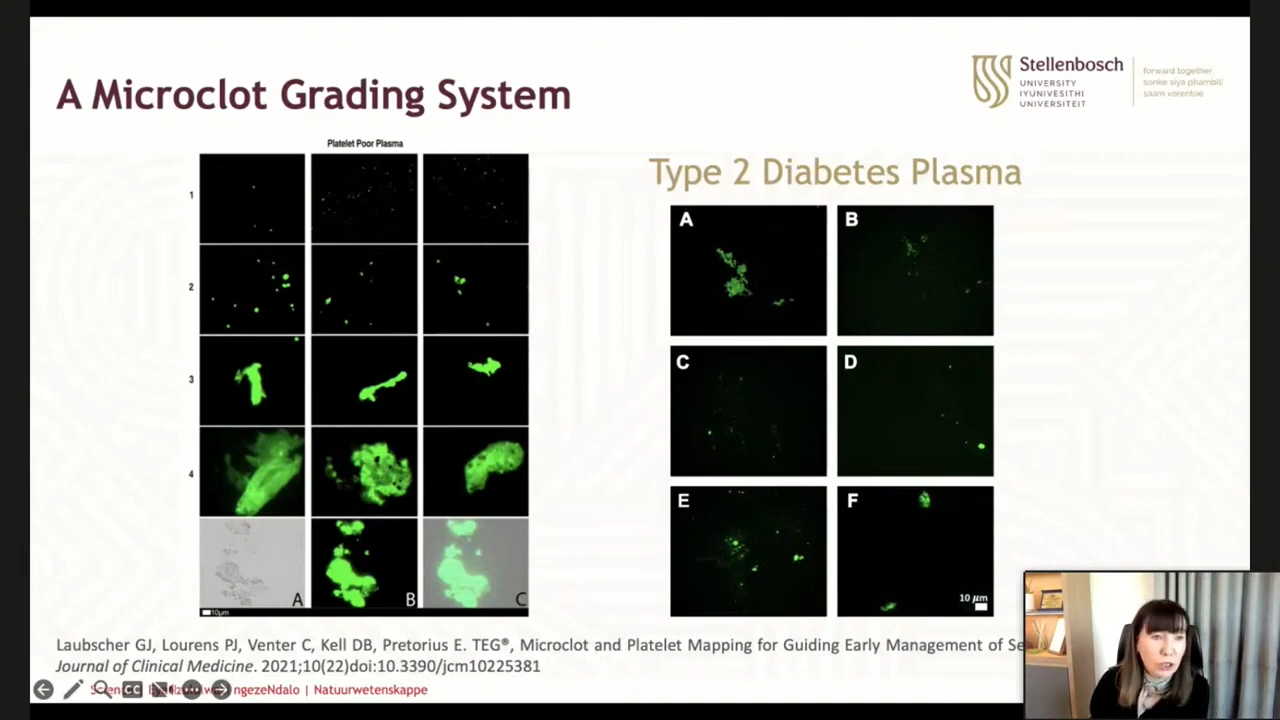 A Microclot Grading System
Stellenbosch
UNIVERSITY
IYUNIVESITHI
UNIVERSITEIT
forward together
sonke siya phambili
saam vorentoe
Platelet Poor Plasma
1
2
3
4
A
B
C
10μm
Type 2 Diabetes Plasma
A
B
C
D
E
F
10 μm
Laubscher GJ, Lourens PJ, Venter C, Kell DB, Pretorius E. TEG®, Microclot and Platelet Mapping for Guiding Early Management of Se
Journal of Clinical Medicine. 2021;10(22)doi:10.3390/jcm10225381
CC
ngezeNdalo | Natuurwetenskappe